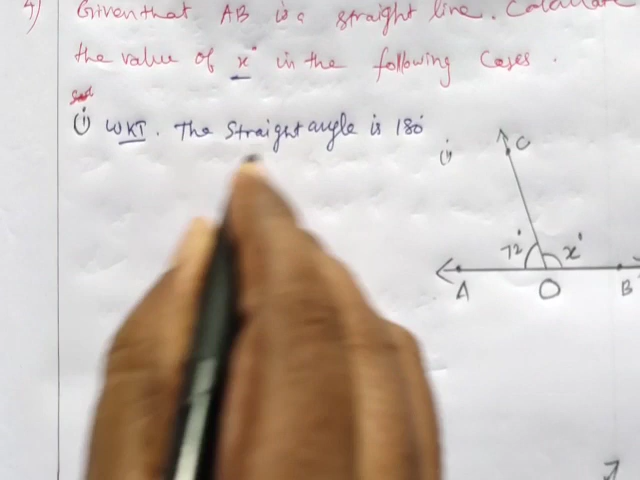 4) Given that AB is a straight line. Calculate
the value of x° in the following cases.
Sol
(i) WKT. The straight angle is 180°
(i)
C
72° x°
A O B